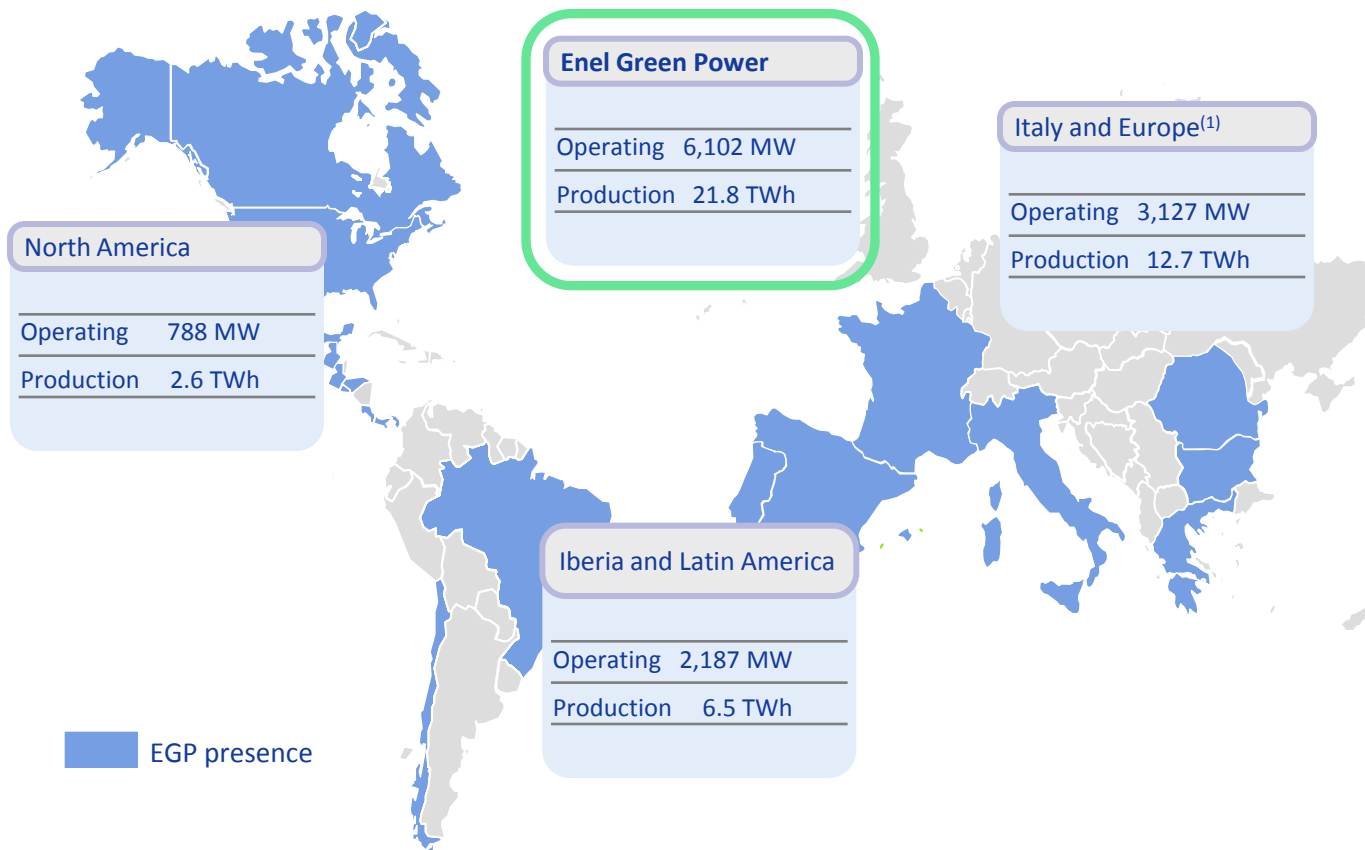 Enel Green Power
Operating 6,102 MW
Production 21.8 TWh
Italy and Europe(1)
Operating 3,127 MW
Production 12.7 TWh
North America
Operating 788 MW
Production 2.6 TWh
Iberia and Latin America
Operating 2,187 MW
Production 6.5 TWh
EGP presence